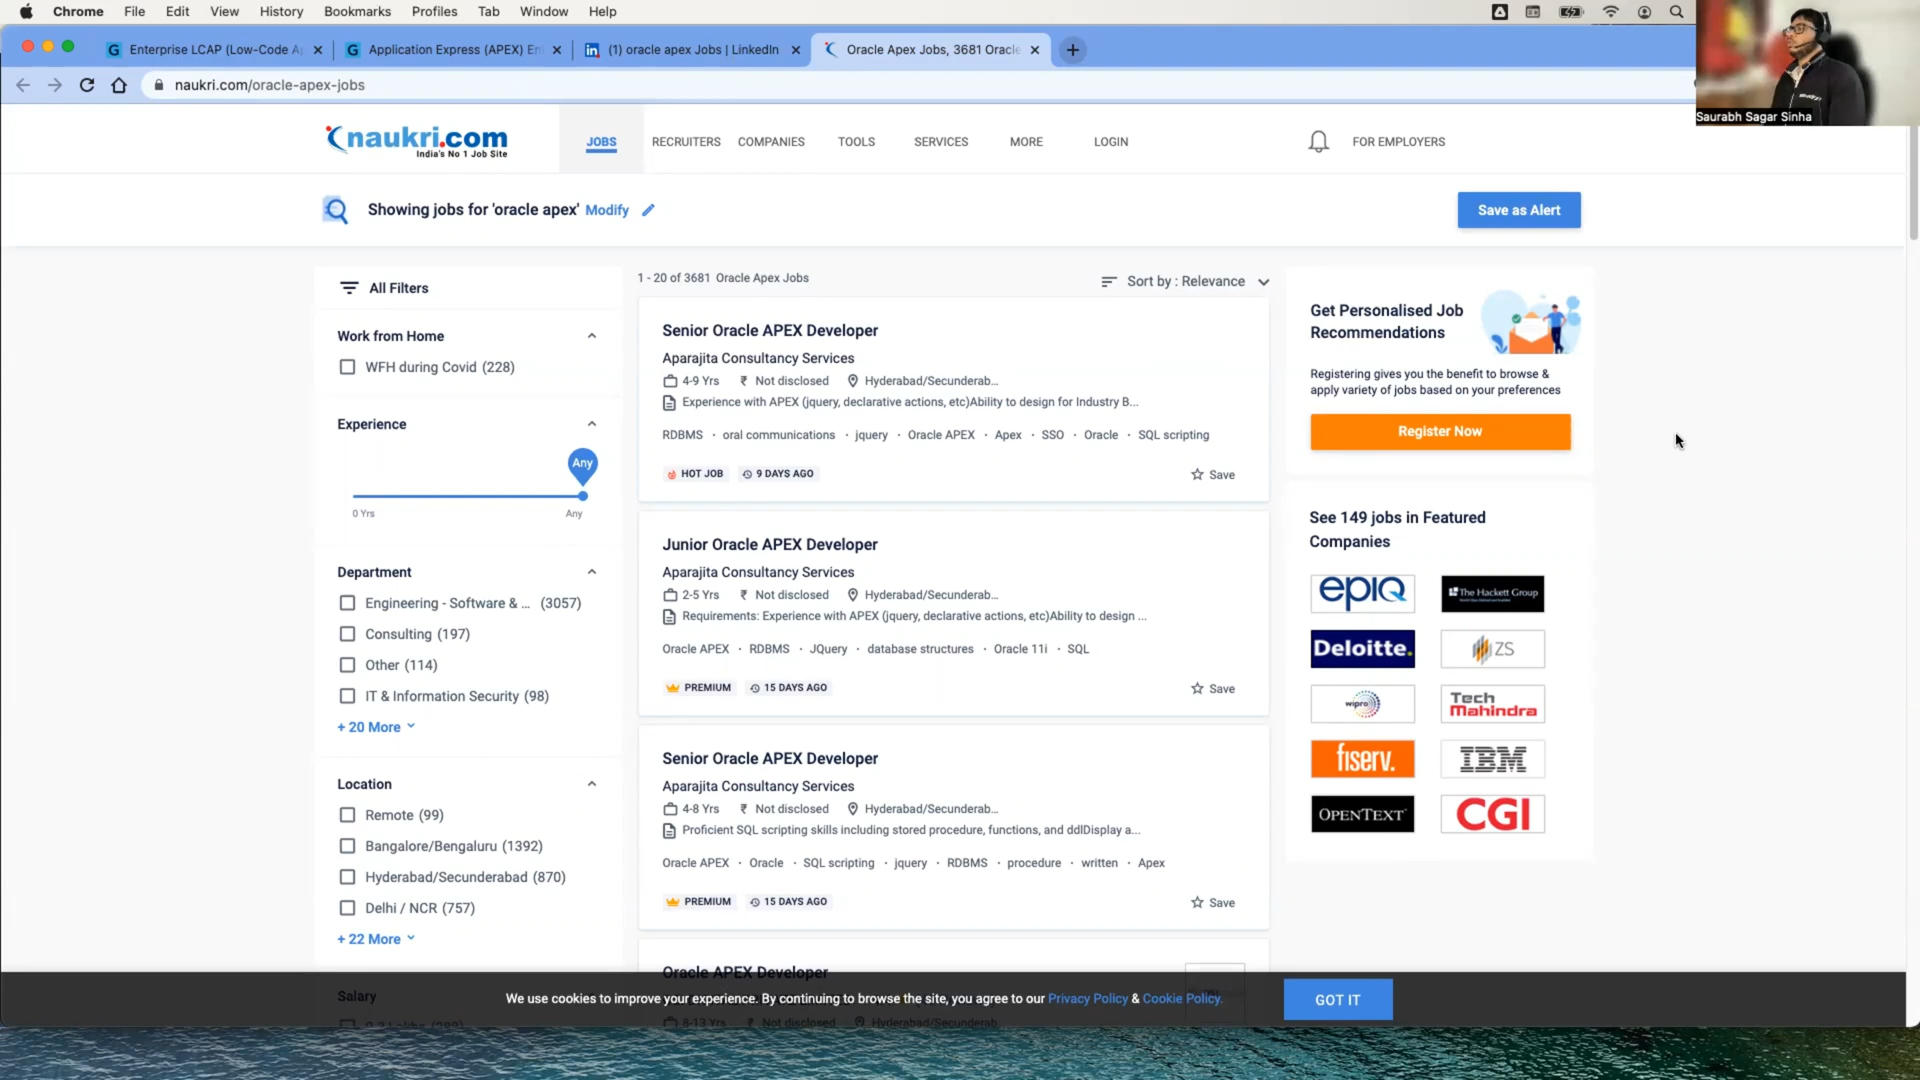 Chrome File Edit View History Bookmarks Profiles Tab Window Help
Enterprise LCAP (Low-Code A
Application Express (APEX) En
(1) oracle apex Jobs | LinkedIn
Oracle Apex Jobs, 3681 Oracle
naukri.com/oracle-apex-jobs
Saurabh Sagar Sinha
naukri.com
India's No 1 Job Site
JOBS RECRUITERS COMPANIES TOOLS SERVICES MORE LOGIN FOR EMPLOYERS
Showing jobs for 'oracle apex' Modify
Save as Alert
All Filters
Work from Home
WFH during Covid (228)
Experience
Any
0 Yrs Any
Department
Engineering - Software & ... (3057)
Consulting (197)
Other (114)
IT & Information Security (98)
+ 20 More
Location
Remote (99)
Bangalore/Bengaluru (1392)
Hyderabad/Secunderabad (870)
Delhi / NCR (757)
+ 22 More
Salary
1 - 20 of 3681 Oracle Apex Jobs
Sort by : Relevance
Senior Oracle APEX Developer
Aparajita Consultancy Services
4-9 Yrs ₹ Not disclosed Hyderabad/Secunderab...
Experience with APEX (jquery, declarative actions, etc)Ability to design for Industry B...
RDBMS · oral communications · jquery · Oracle APEX · Apex · SSO · Oracle · SQL scripting
HOT JOB 9 DAYS AGO Save
Junior Oracle APEX Developer
Aparajita Consultancy Services
2-5 Yrs ₹ Not disclosed Hyderabad/Secunderab...
Requirements: Experience with APEX (jquery, declarative actions, etc)Ability to design ...
Oracle APEX · RDBMS · JQuery · database structures · Oracle 11i · SQL
PREMIUM 15 DAYS AGO Save
Senior Oracle APEX Developer
Aparajita Consultancy Services
4-8 Yrs ₹ Not disclosed Hyderabad/Secunderab...
Proficient SQL scripting skills including stored procedure, functions, and ddlDisplay a...
Oracle APEX · Oracle · SQL scripting · jquery · RDBMS · procedure · written · Apex
PREMIUM 15 DAYS AGO Save
Oracle APEX Developer
8-13 Yrs ₹ Not disclosed Hyderabad/Secunderab...
Get Personalised Job
Recommendations
Registering gives you the benefit to browse &
apply variety of jobs based on your preferences
Register Now
See 149 jobs in Featured
Companies
epiq
The Hackett Group
Deloitte.
ZS
wipro
Tech
Mahindra
fiserv.
IBM
OPENTEXT
CGI
We use cookies to improve your experience. By continuing to browse the site, you agree to our Privacy Policy & Cookie Policy.
GOT IT